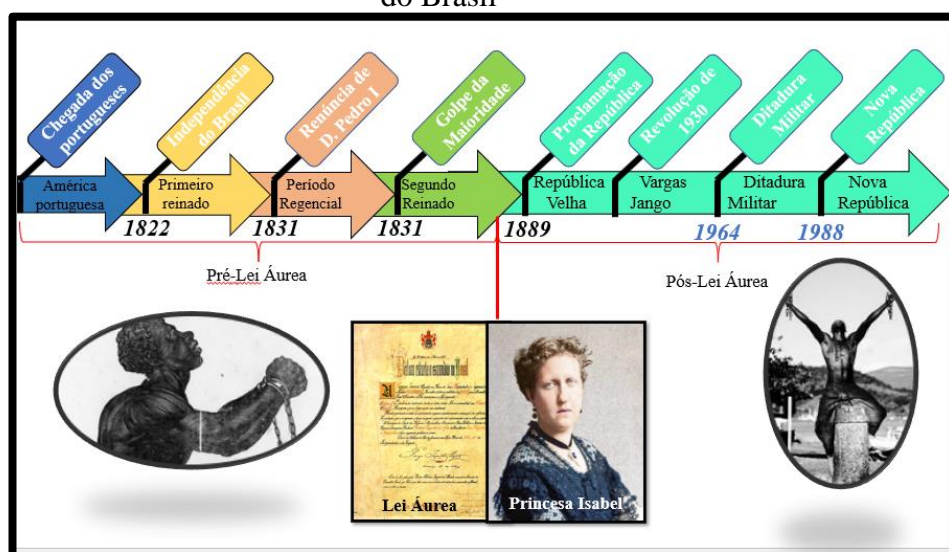 do Brasil
Chegada dos
portugueses
Independência
do Brasil
Renúncia de
D. Pedro I
Golpe da
Maioridade
Proclamação
da República
Revolução de
1930
Ditadura
Militar
Nova
República
América
portuguesa
Primeiro
reinado
Período
Regencial
Segundo
Reinado
República
Velha
Vargas
Jango
Ditadura
Militar
Nova
República
1822
1831
1831
1889
1964
1988
Pré-Lei Áurea
Pós-Lei Áurea
Lei Áurea
Princesa Isabel